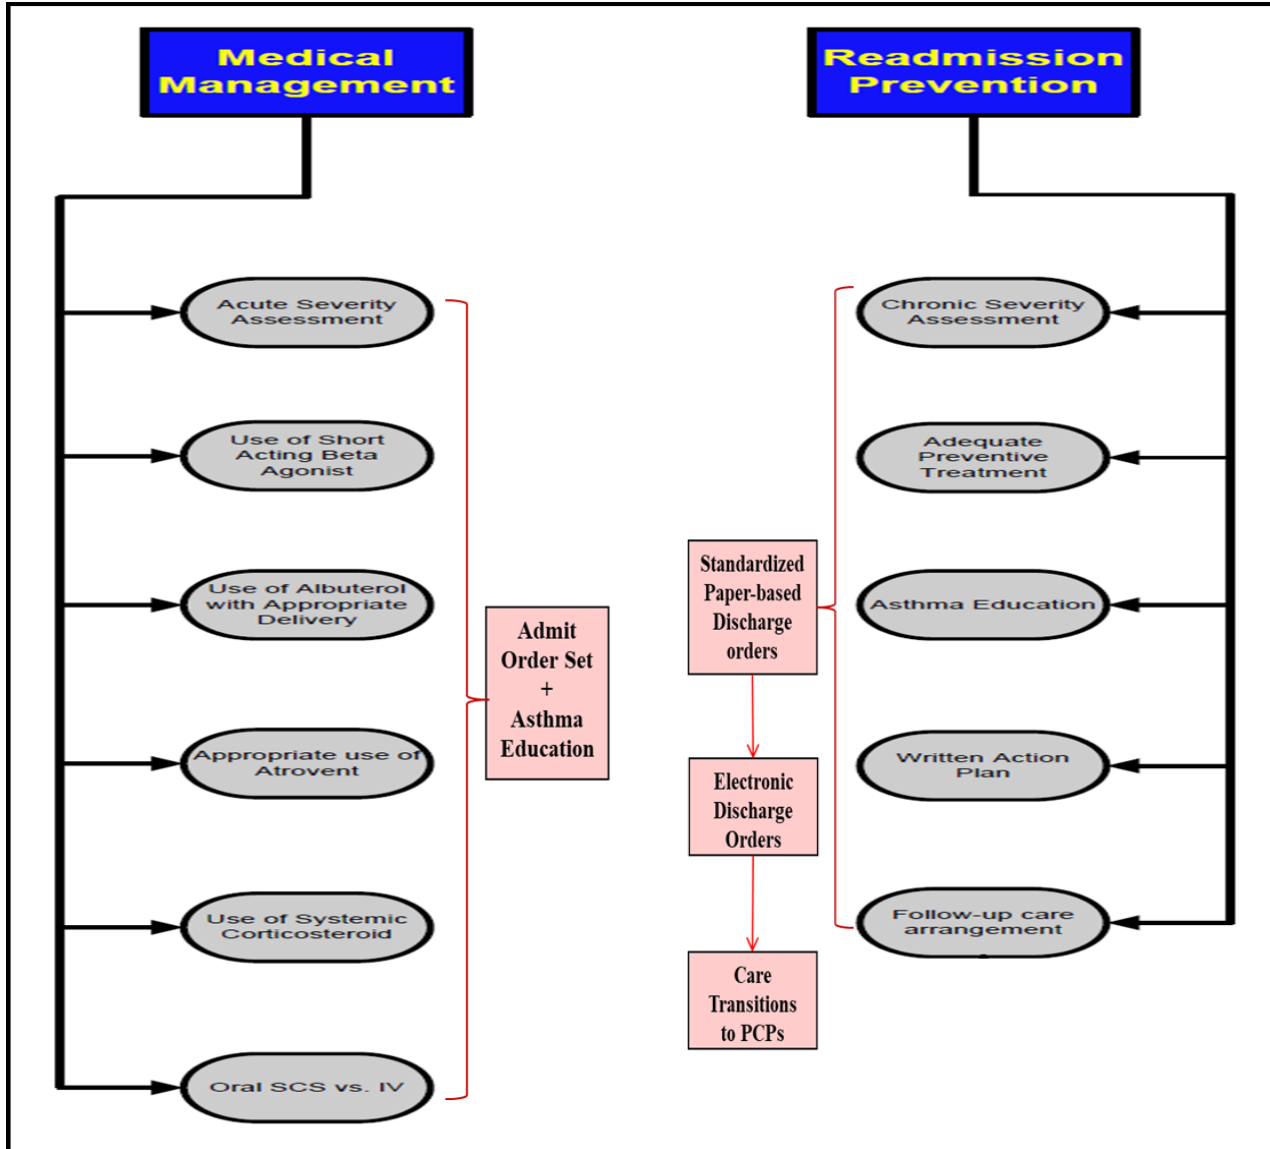 Medical
Management
Acute Severity
Assessment
Use of Short
Acting Beta
Agonist
Use of Albuterol
with Appropriate
Delivery
Appropriate use of
Atrovent
Use of Systemic
Corticosteroid
Oral SCS vs. IV
Admit
Order Set
+
Asthma
Education
Readmission
Prevention
Chronic Severity
Assessment
Adequate
Preventive
Treatment
Asthma Education
Written Action
Plan
Follow-up care
arrangement
Standardized
Paper-based
Discharge
orders
Electronic
Discharge
Orders
Care
Transitions
to PCPs